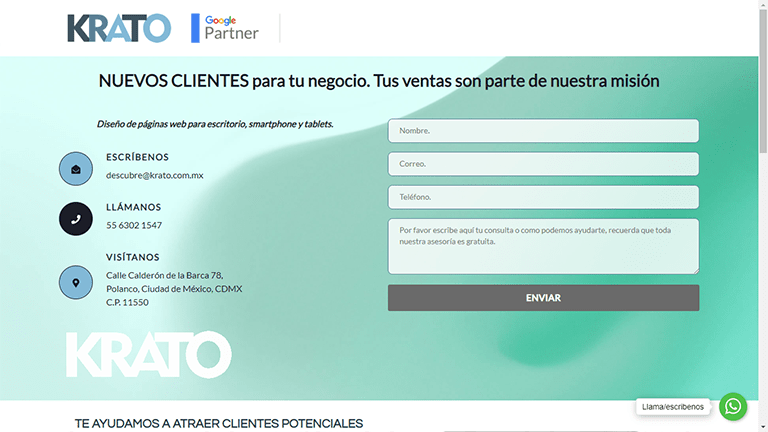 KRATO
Google
Partner
NUEVOS CLIENTES para tu negocio. Tus ventas son parte de nuestra misión
Diseño de páginas web para escritorio, smartphone y tablets.
ESCRÍBENOS
descubre@krato.com.mx
LLÁMANOS
55 6302 1547
VISÍTANOS
Calle Calderón de la Barca 78,
Polanco, Ciudad de México, CDMX
C.P. 11550
KRATO
Nombre.
Correo.
Teléfono.
Por favor escribe aquí tu consulta o como podemos ayudarte, recuerda que toda
nuestra asesoría es gratuita.
ENVIAR
Llama/escríbenos
TE AYUDAMOS A ATRAER CLIENTES POTENCIALES